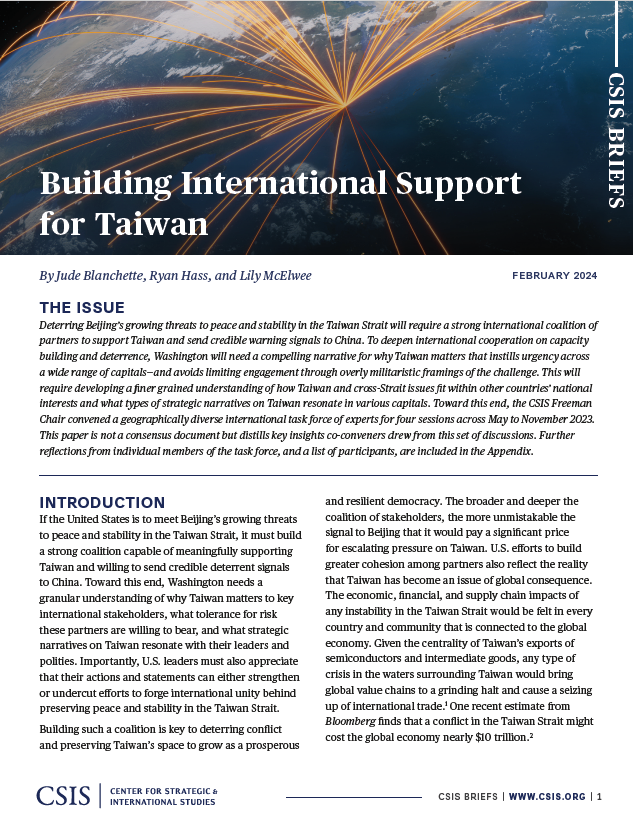 CSIS BRIEFS
Building International Support
for Taiwan
By Jude Blanchette, Ryan Hass, and Lily McElwee
FEBRUARY 2024
THE ISSUE
Deterring Beijing's growing threats to peace and stability in the Taiwan Strait will require a strong international coalition of
partners to support Taiwan and send credible warning signals to China. To deepen international cooperation on capacity
building and deterrence, Washington will need a compelling narrative for why Taiwan matters that instills urgency across
a wide range of capitals—and avoids limiting engagement through overly militaristic framings of the challenge. This will
require developing a finer grained understanding of how Taiwan and cross-Strait issues fit within other countries' national
interests and what types of strategic narratives on Taiwan resonate in various capitals. Toward this end, the CSIS Freeman
Chair convened a geographically diverse international task force of experts for four sessions across May to November 2023.
This paper is not a consensus document but distills key insights co-conveners drew from this set of discussions. Further
reflections from individual members of the task force, and a list of participants, are included in the Appendix.
INTRODUCTION
If the United States is to meet Beijing's growing threats
to peace and stability in the Taiwan Strait, it must build
a strong coalition capable of meaningfully supporting
Taiwan and willing to send credible deterrent signals
to China. Toward this end, Washington needs a
granular understanding of why Taiwan matters to key
international stakeholders, what tolerance for risk
these partners are willing to bear, and what strategic
narratives on Taiwan resonate with their leaders and
polities. Importantly, U.S. leaders must also appreciate
that their actions and statements can either strengthen
or undercut efforts to forge international unity behind
preserving peace and stability in the Taiwan Strait.
Building such a coalition is key to deterring conflict
and preserving Taiwan's space to grow as a prosperous
and resilient democracy. The broader and deeper the
coalition of stakeholders, the more unmistakable the
signal to Beijing that it would pay a significant price
for escalating pressure on Taiwan. U.S. efforts to build
greater cohesion among partners also reflect the reality
that Taiwan has become an issue of global consequence.
The economic, financial, and supply chain impacts of
any instability in the Taiwan Strait would be felt in every
country and community that is connected to the global
economy. Given the centrality of Taiwan's exports of
semiconductors and intermediate goods, any type of
crisis in the waters surrounding Taiwan would bring
global value chains to a grinding halt and cause a seizing
up of international trade.¹ One recent estimate from
Bloomberg finds that a conflict in the Taiwan Strait might
cost the global economy nearly $10 trillion.²
CSIS | CENTER FOR STRATEGIC &
INTERNATIONAL STUDIES
CSIS BRIEFS | WWW.CSIS.ORG | 1